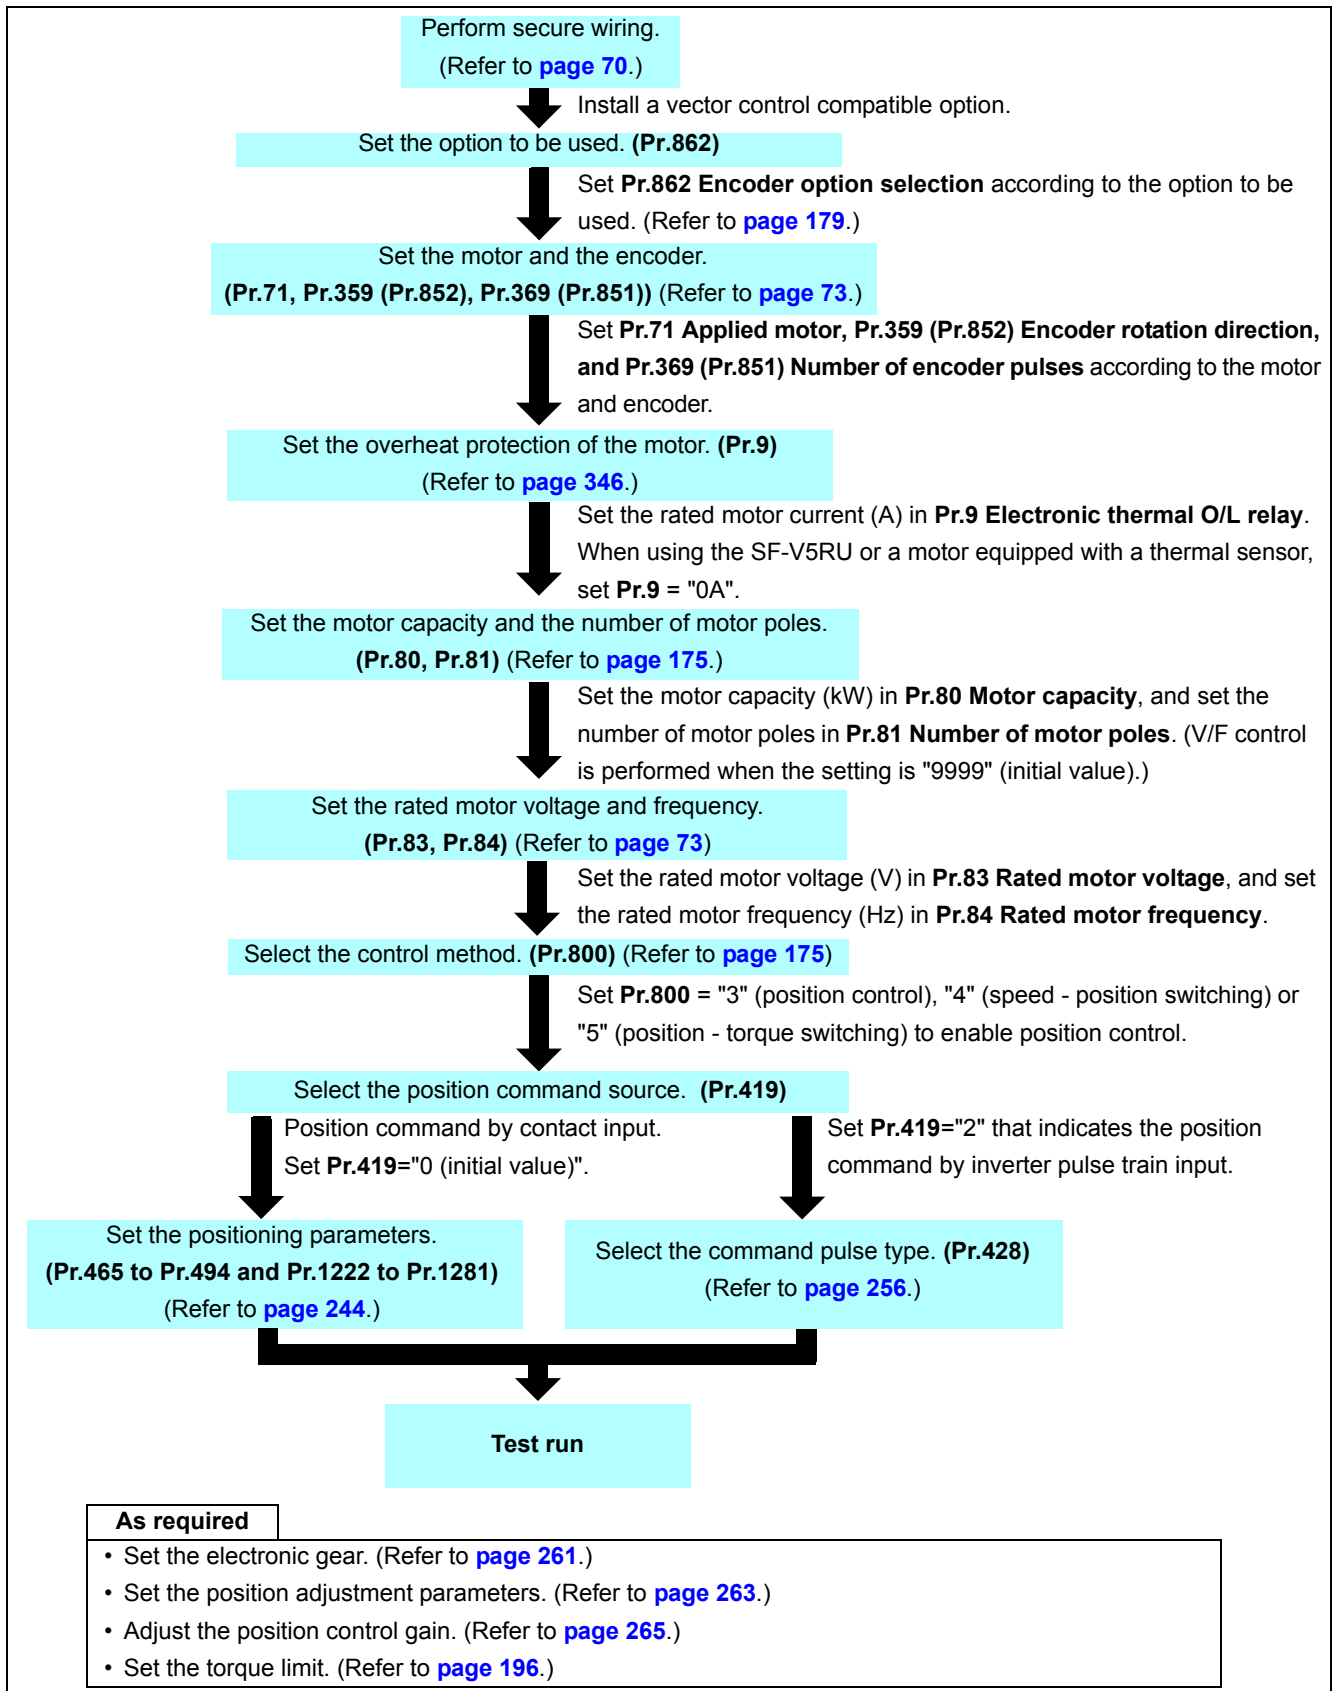 Perform secure wiring.
(Refer to page 70.)
Install a vector control compatible option.
Set the option to be used. (Pr.862)
Set Pr.862 Encoder option selection according to the option to be
used. (Refer to page 179.)
Set the motor and the encoder.
(Pr.71, Pr.359 (Pr.852), Pr.369 (Pr.851)) (Refer to page 73.)
Set Pr.71 Applied motor, Pr.359 (Pr.852) Encoder rotation direction,
and Pr.369 (Pr.851) Number of encoder pulses according to the motor
and encoder.
Set the overheat protection of the motor. (Pr.9)
(Refer to page 346.)
Set the rated motor current (A) in Pr.9 Electronic thermal O/L relay.
When using the SF-V5RU or a motor equipped with a thermal sensor,
set Pr.9 = "0A".
Set the motor capacity and the number of motor poles.
(Pr.80, Pr.81) (Refer to page 175.)
Set the motor capacity (kW) in Pr.80 Motor capacity, and set the
number of motor poles in Pr.81 Number of motor poles. (V/F control
is performed when the setting is "9999" (initial value).)
Set the rated motor voltage and frequency.
(Pr.83, Pr.84) (Refer to page 73)
Set the rated motor voltage (V) in Pr.83 Rated motor voltage, and set
the rated motor frequency (Hz) in Pr.84 Rated motor frequency.
Select the control method. (Pr.800) (Refer to page 175)
Set Pr.800 = "3" (position control), "4" (speed - position switching) or
"5" (position - torque switching) to enable position control.
Select the position command source. (Pr.419)
Position command by contact input.
Set Pr.419="0 (initial value)".
Set Pr.419="2" that indicates the position
command by inverter pulse train input.
Set the positioning parameters.
(Pr.465 to Pr.494 and Pr.1222 to Pr.1281)
(Refer to page 244.)
Select the command pulse type. (Pr.428)
(Refer to page 256.)
Test run
As required
• Set the electronic gear. (Refer to page 261.)
• Set the position adjustment parameters. (Refer to page 263.)
• Adjust the position control gain. (Refer to page 265.)
• Set the torque limit. (Refer to page 196.)